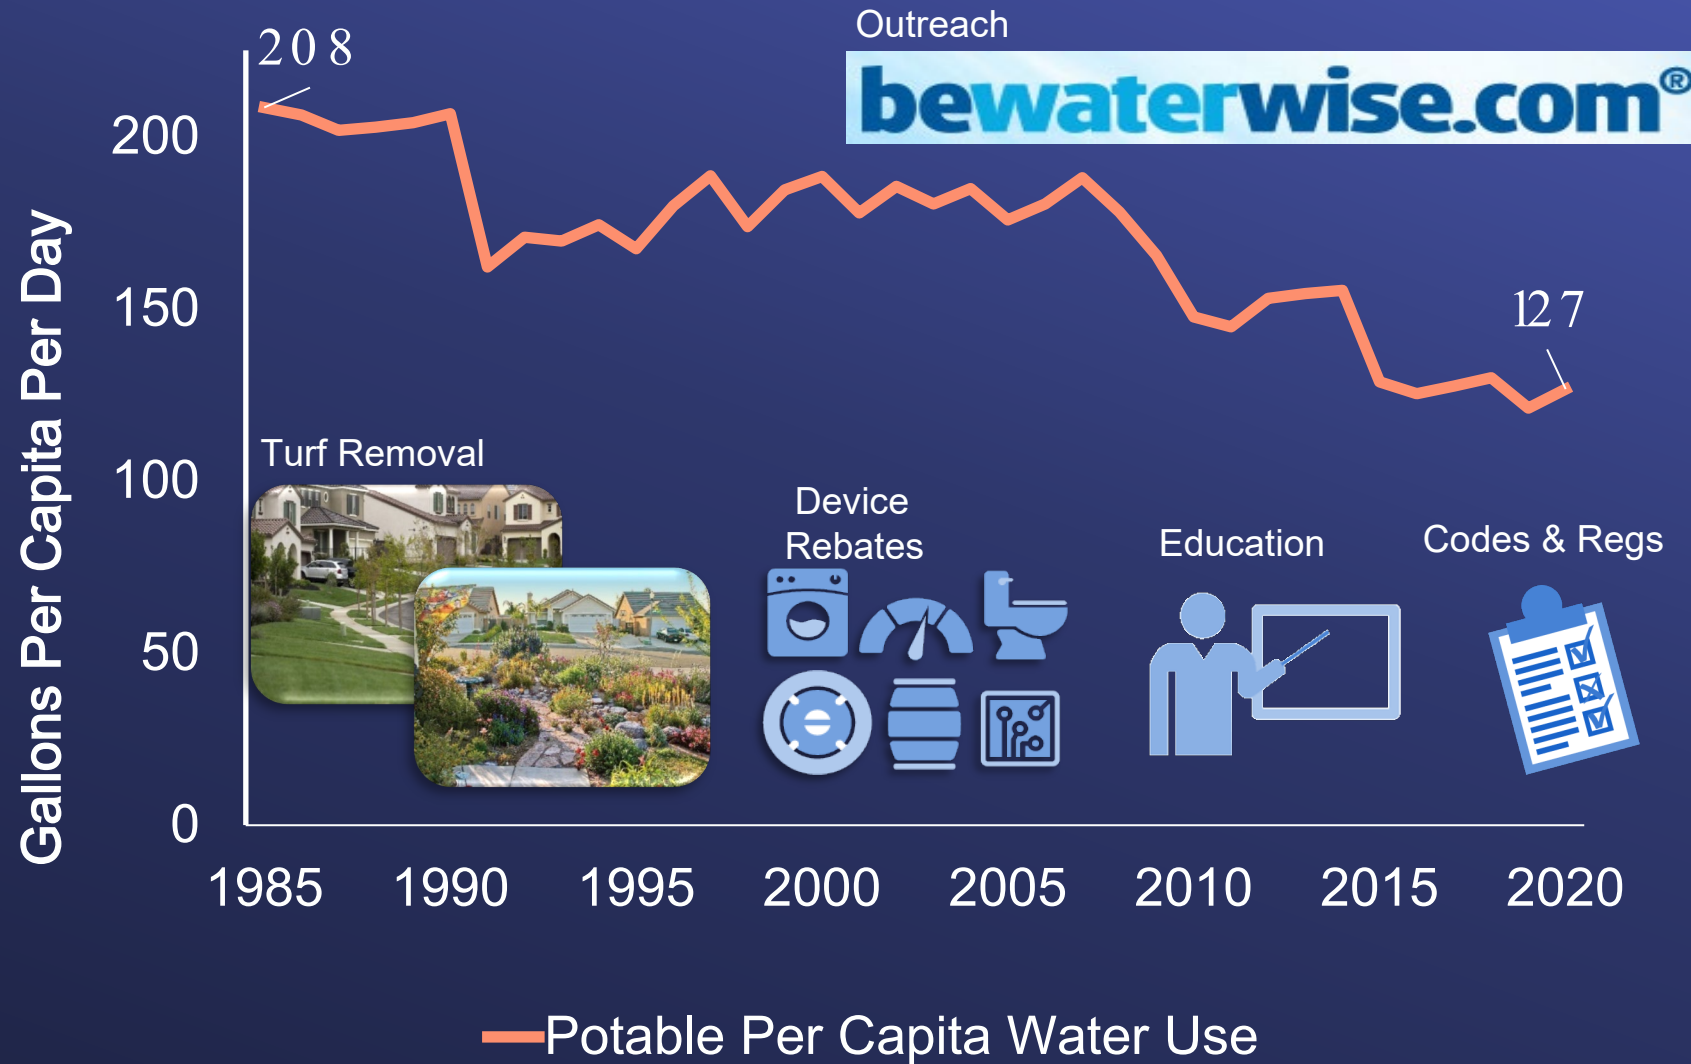 Outreach
bewaterwise.com®
208
200
150
127
100
50
0
Gallons Per Capita Per Day
Turf Removal
Device
Rebates
Education
Codes & Regs
1985 1990 1995 2000 2005 2010 2015 2020
Potable Per Capita Water Use